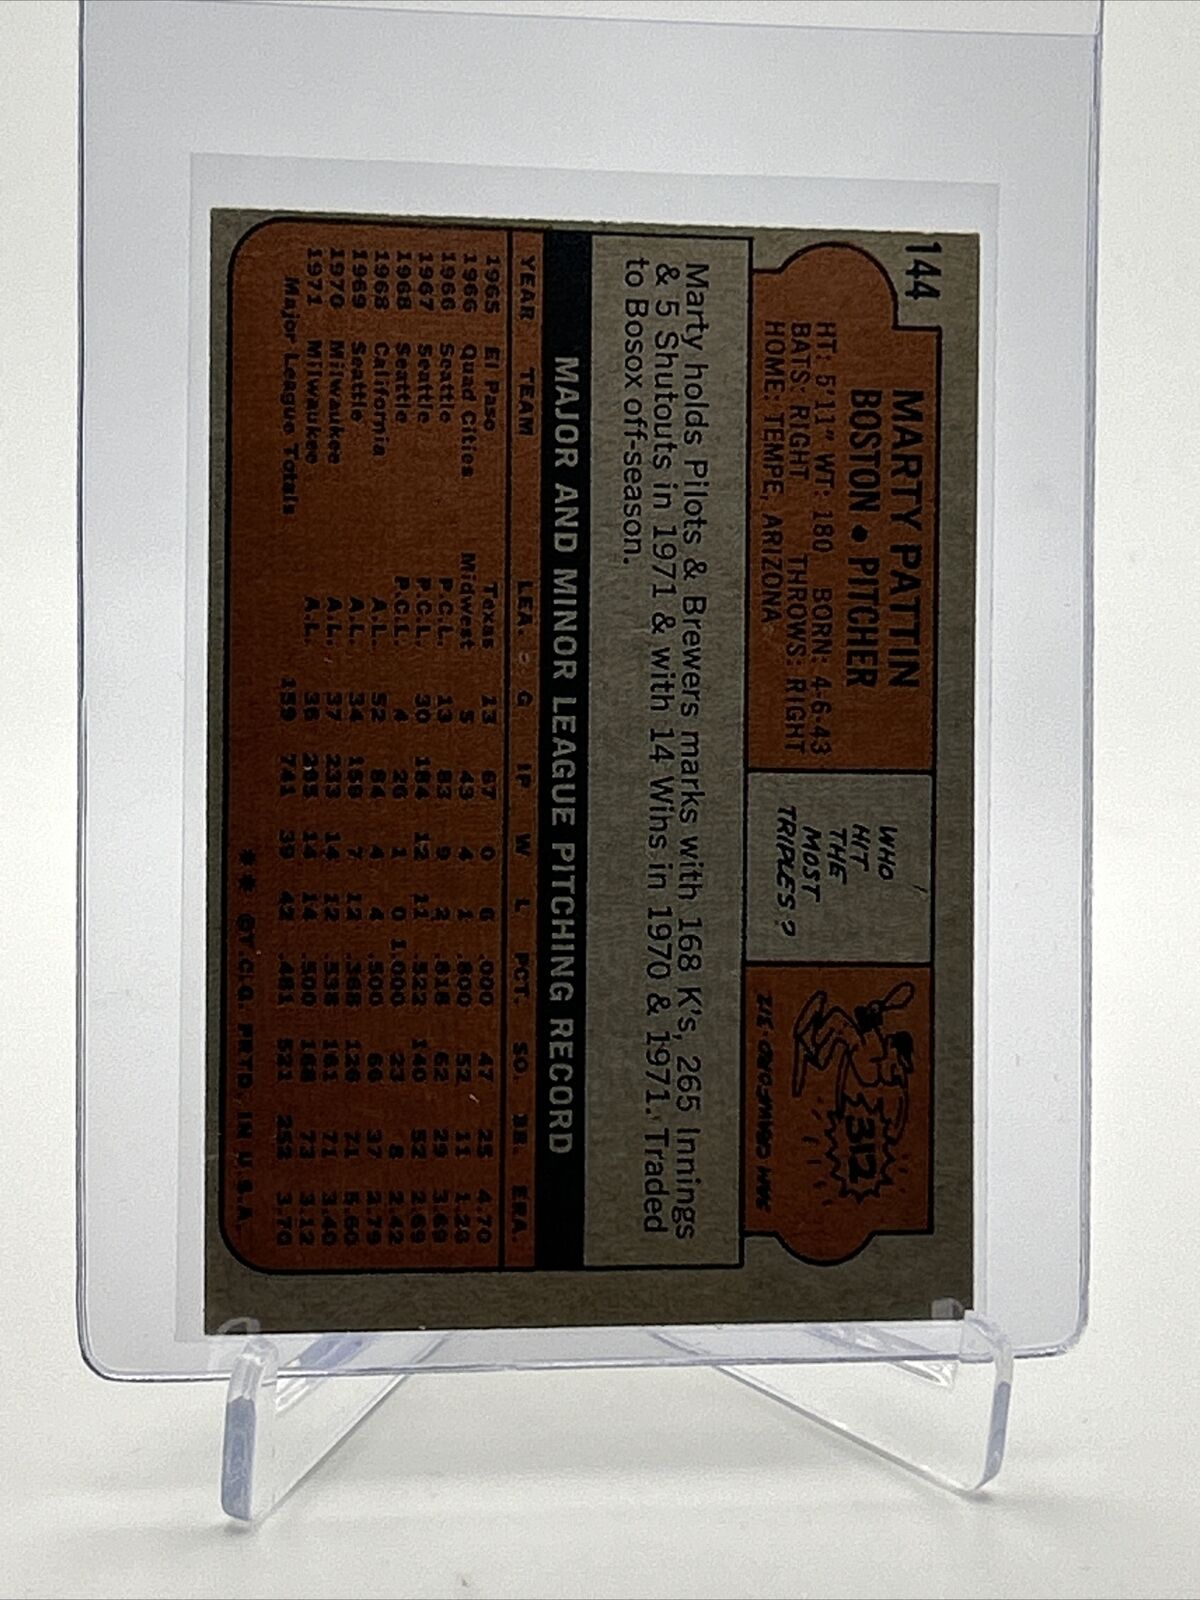 144
MARTY PATTIN
BOSTON • PITCHER
HT: 5'11" WT: 180 BORN: 4-6-43
BATS: RIGHT THROWS: RIGHT
HOME: TEMPE, ARIZONA
WHO
HIT
THE
MOST
TRIPLES?
312
SAM CRAWFORD-312
Marty holds Pilots & Brewers marks with 168 K's, 265 Innings
& 5 Shutouts in 1971 & with 14 Wins in 1970 & 1971. Traded
to Bosox off-season.
MAJOR AND MINOR LEAGUE PITCHING RECORD
YEAR TEAM LEA. G IP W L PCT. SO. BB. ERA.
1965 El Paso Texas 13 67 0 6 .000 47 25 4.70
1966 Quad Cities Midwest 5 43 4 1 .800 52 11 1.26
1966 Seattle P.C.L. 13 83 9 2 .818 62 29 3.69
1967 Seattle P.C.L. 30 184 12 11 .522 140 52 2.69
1968 Seattle P.C.L. 4 26 1 0 1.000 23 8 2.42
1968 California A.L. 52 84 4 4 .500 66 37 2.79
1969 Seattle A.L. 34 159 7 12 .368 126 71 5.60
1970 Milwaukee A.L. 37 233 14 12 .538 161 71 3.40
1971 Milwaukee A.L. 36 265 14 14 .500 168 73 3.12
Major League Totals 159 741 39 42 .481 521 252 3.70
** ©T.C.G. PRTD. IN U.S.A.